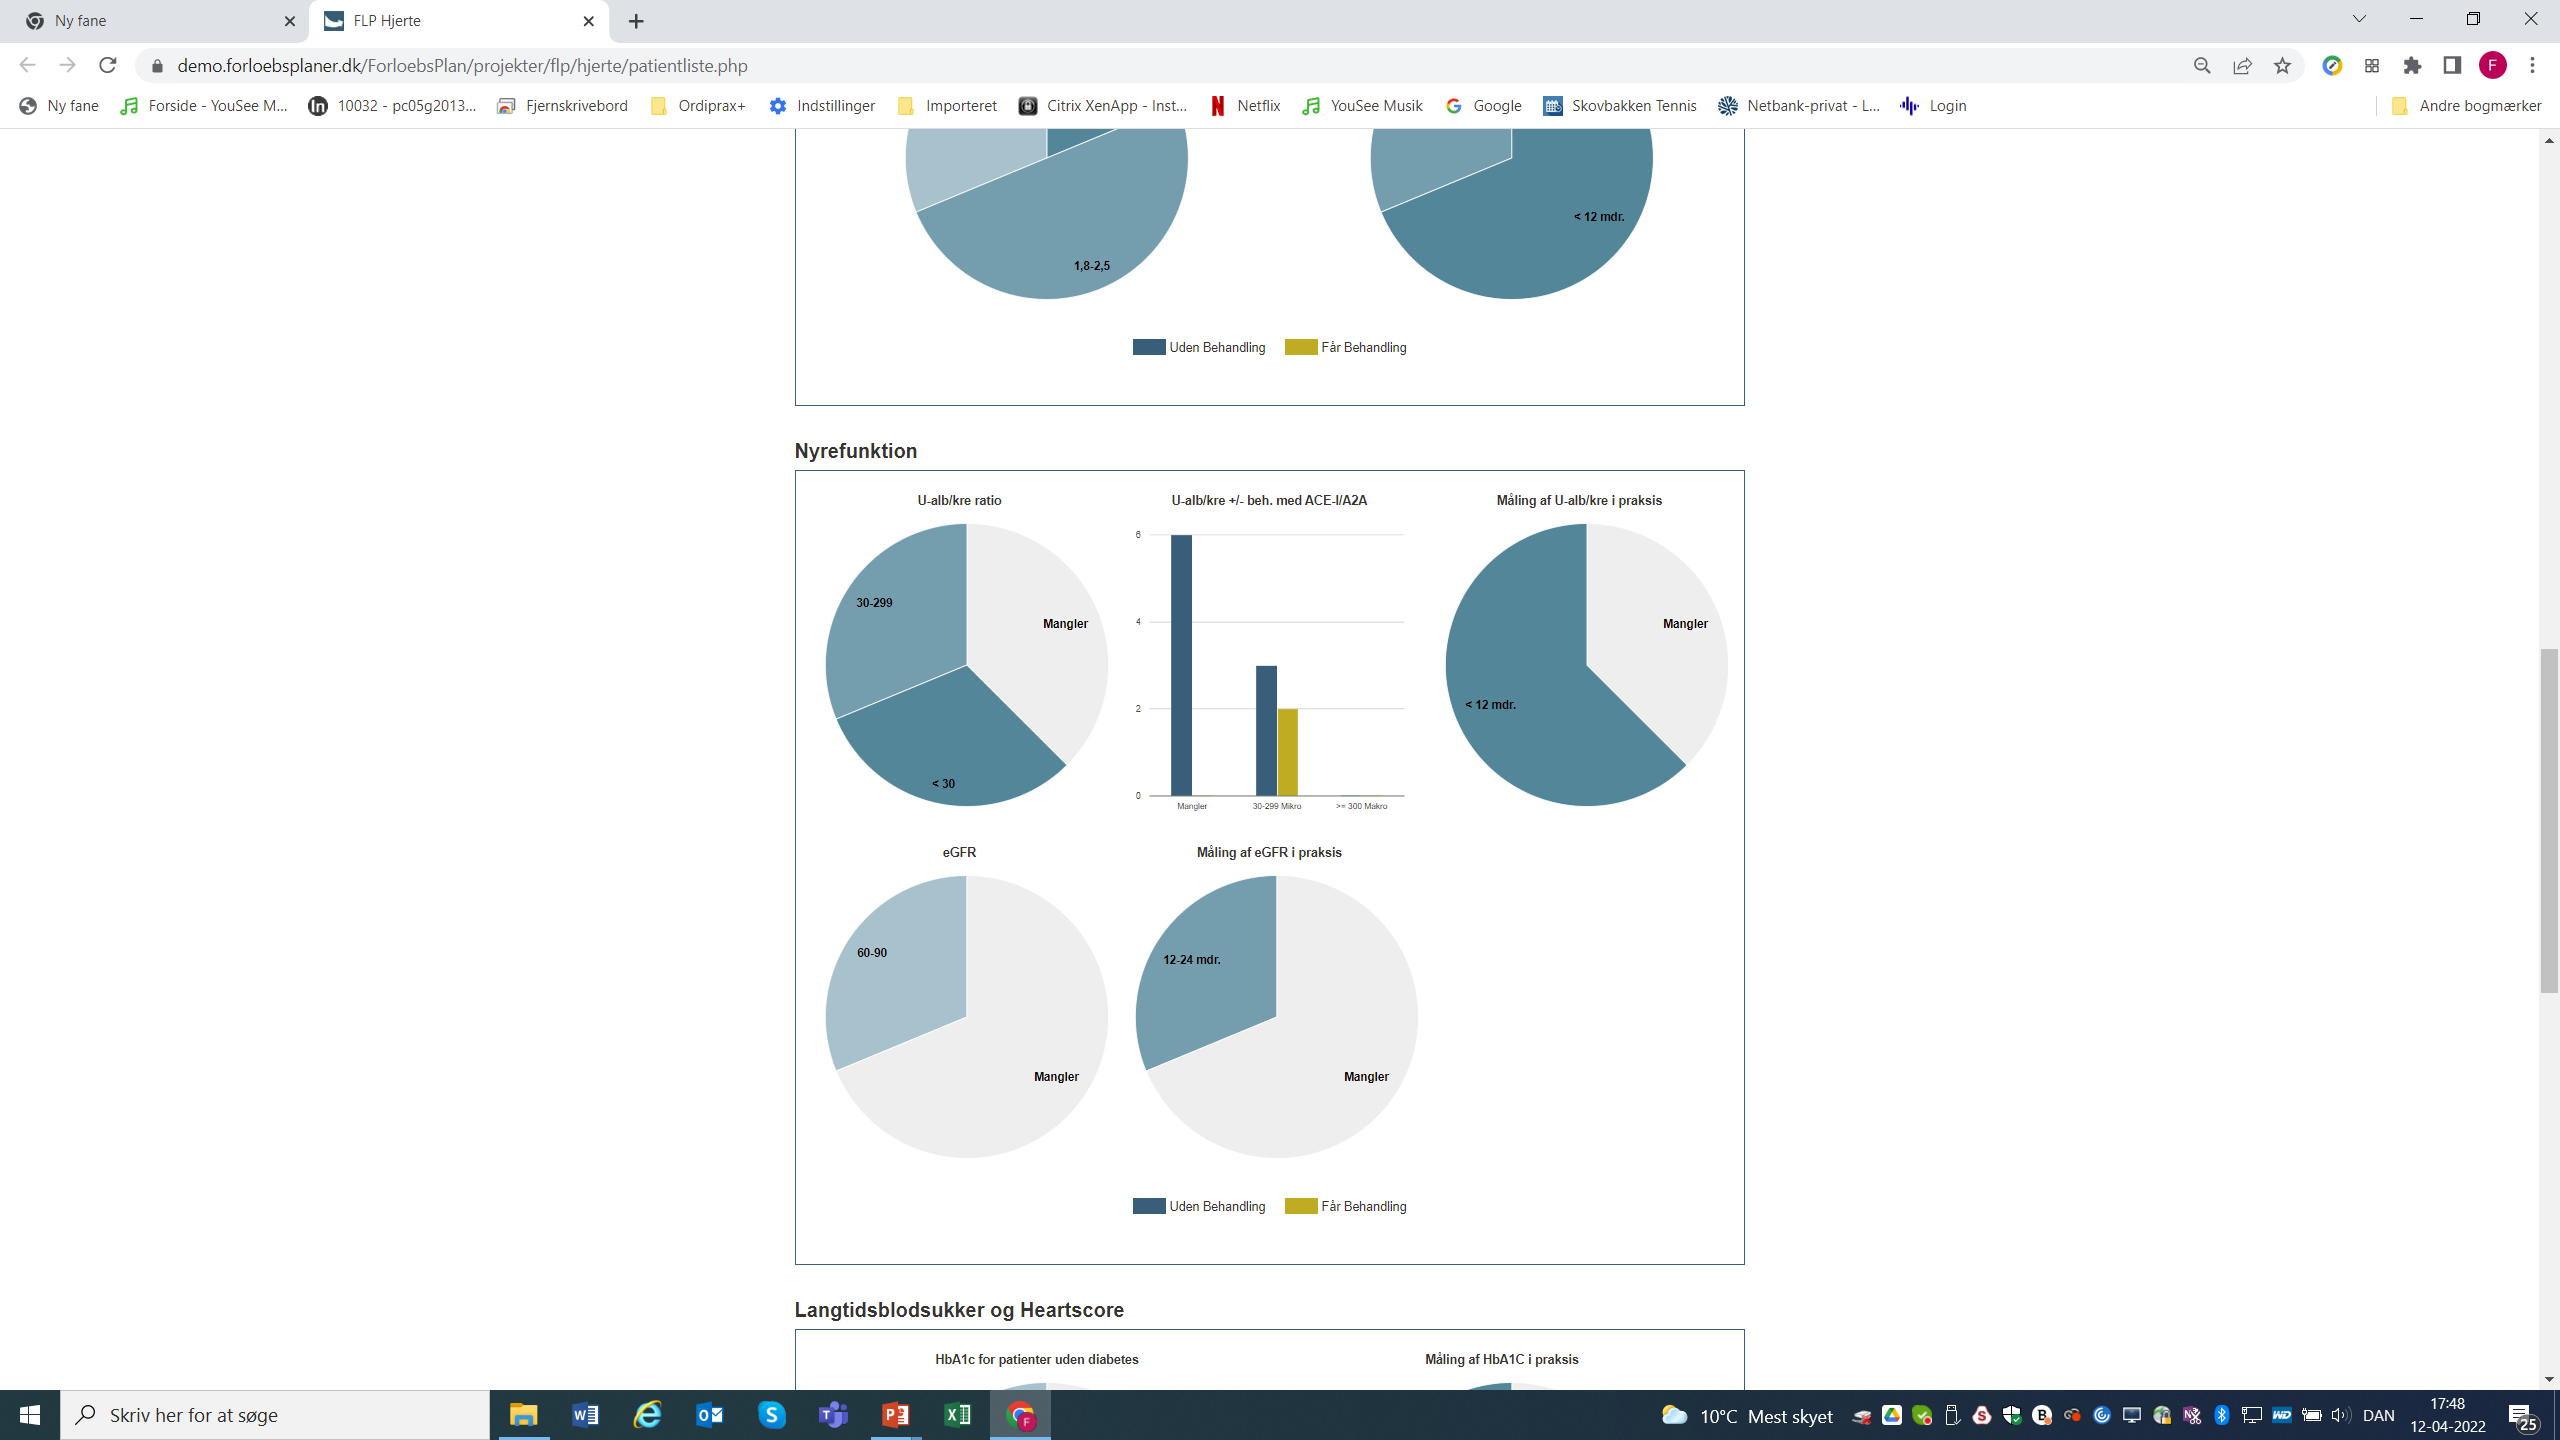 Ny fane
FLP Hjerte
demo.forloebsplaner.dk/ForloebsPlan/projekter/flp/hjerte/patientliste.php
F
Ny fane
Forside - YouSee M...
10032 - pc05g2013...
Fjernskrivebord
Ordiprax+
Indstillinger
Importeret
Citrix XenApp - Inst...
Netflix
YouSee Musik
Google
Skovbakken Tennis
Netbank-privat - L...
Login
Andre bogmærker
< 12 mdr.
1,8-2,5
Uden Behandling
Får Behandling
Nyrefunktion
U-alb/kre ratio
U-alb/kre +/- beh. med ACE-I/A2A
Måling af U-alb/kre i praksis
30-299
Mangler
< 30
6
4
2
0
Mangler
30-299 Mikro
>= 300 Makro
Mangler
< 12 mdr.
eGFR
Måling af eGFR i praksis
60-90
Mangler
12-24 mdr.
Mangler
Uden Behandling
Får Behandling
Langtidsblodsukker og Heartscore
HbA1c for patienter uden diabetes
Måling af HbA1C i praksis
Skriv her for at søge
10°C Mest skyet
DAN
17:48
12-04-2022
25